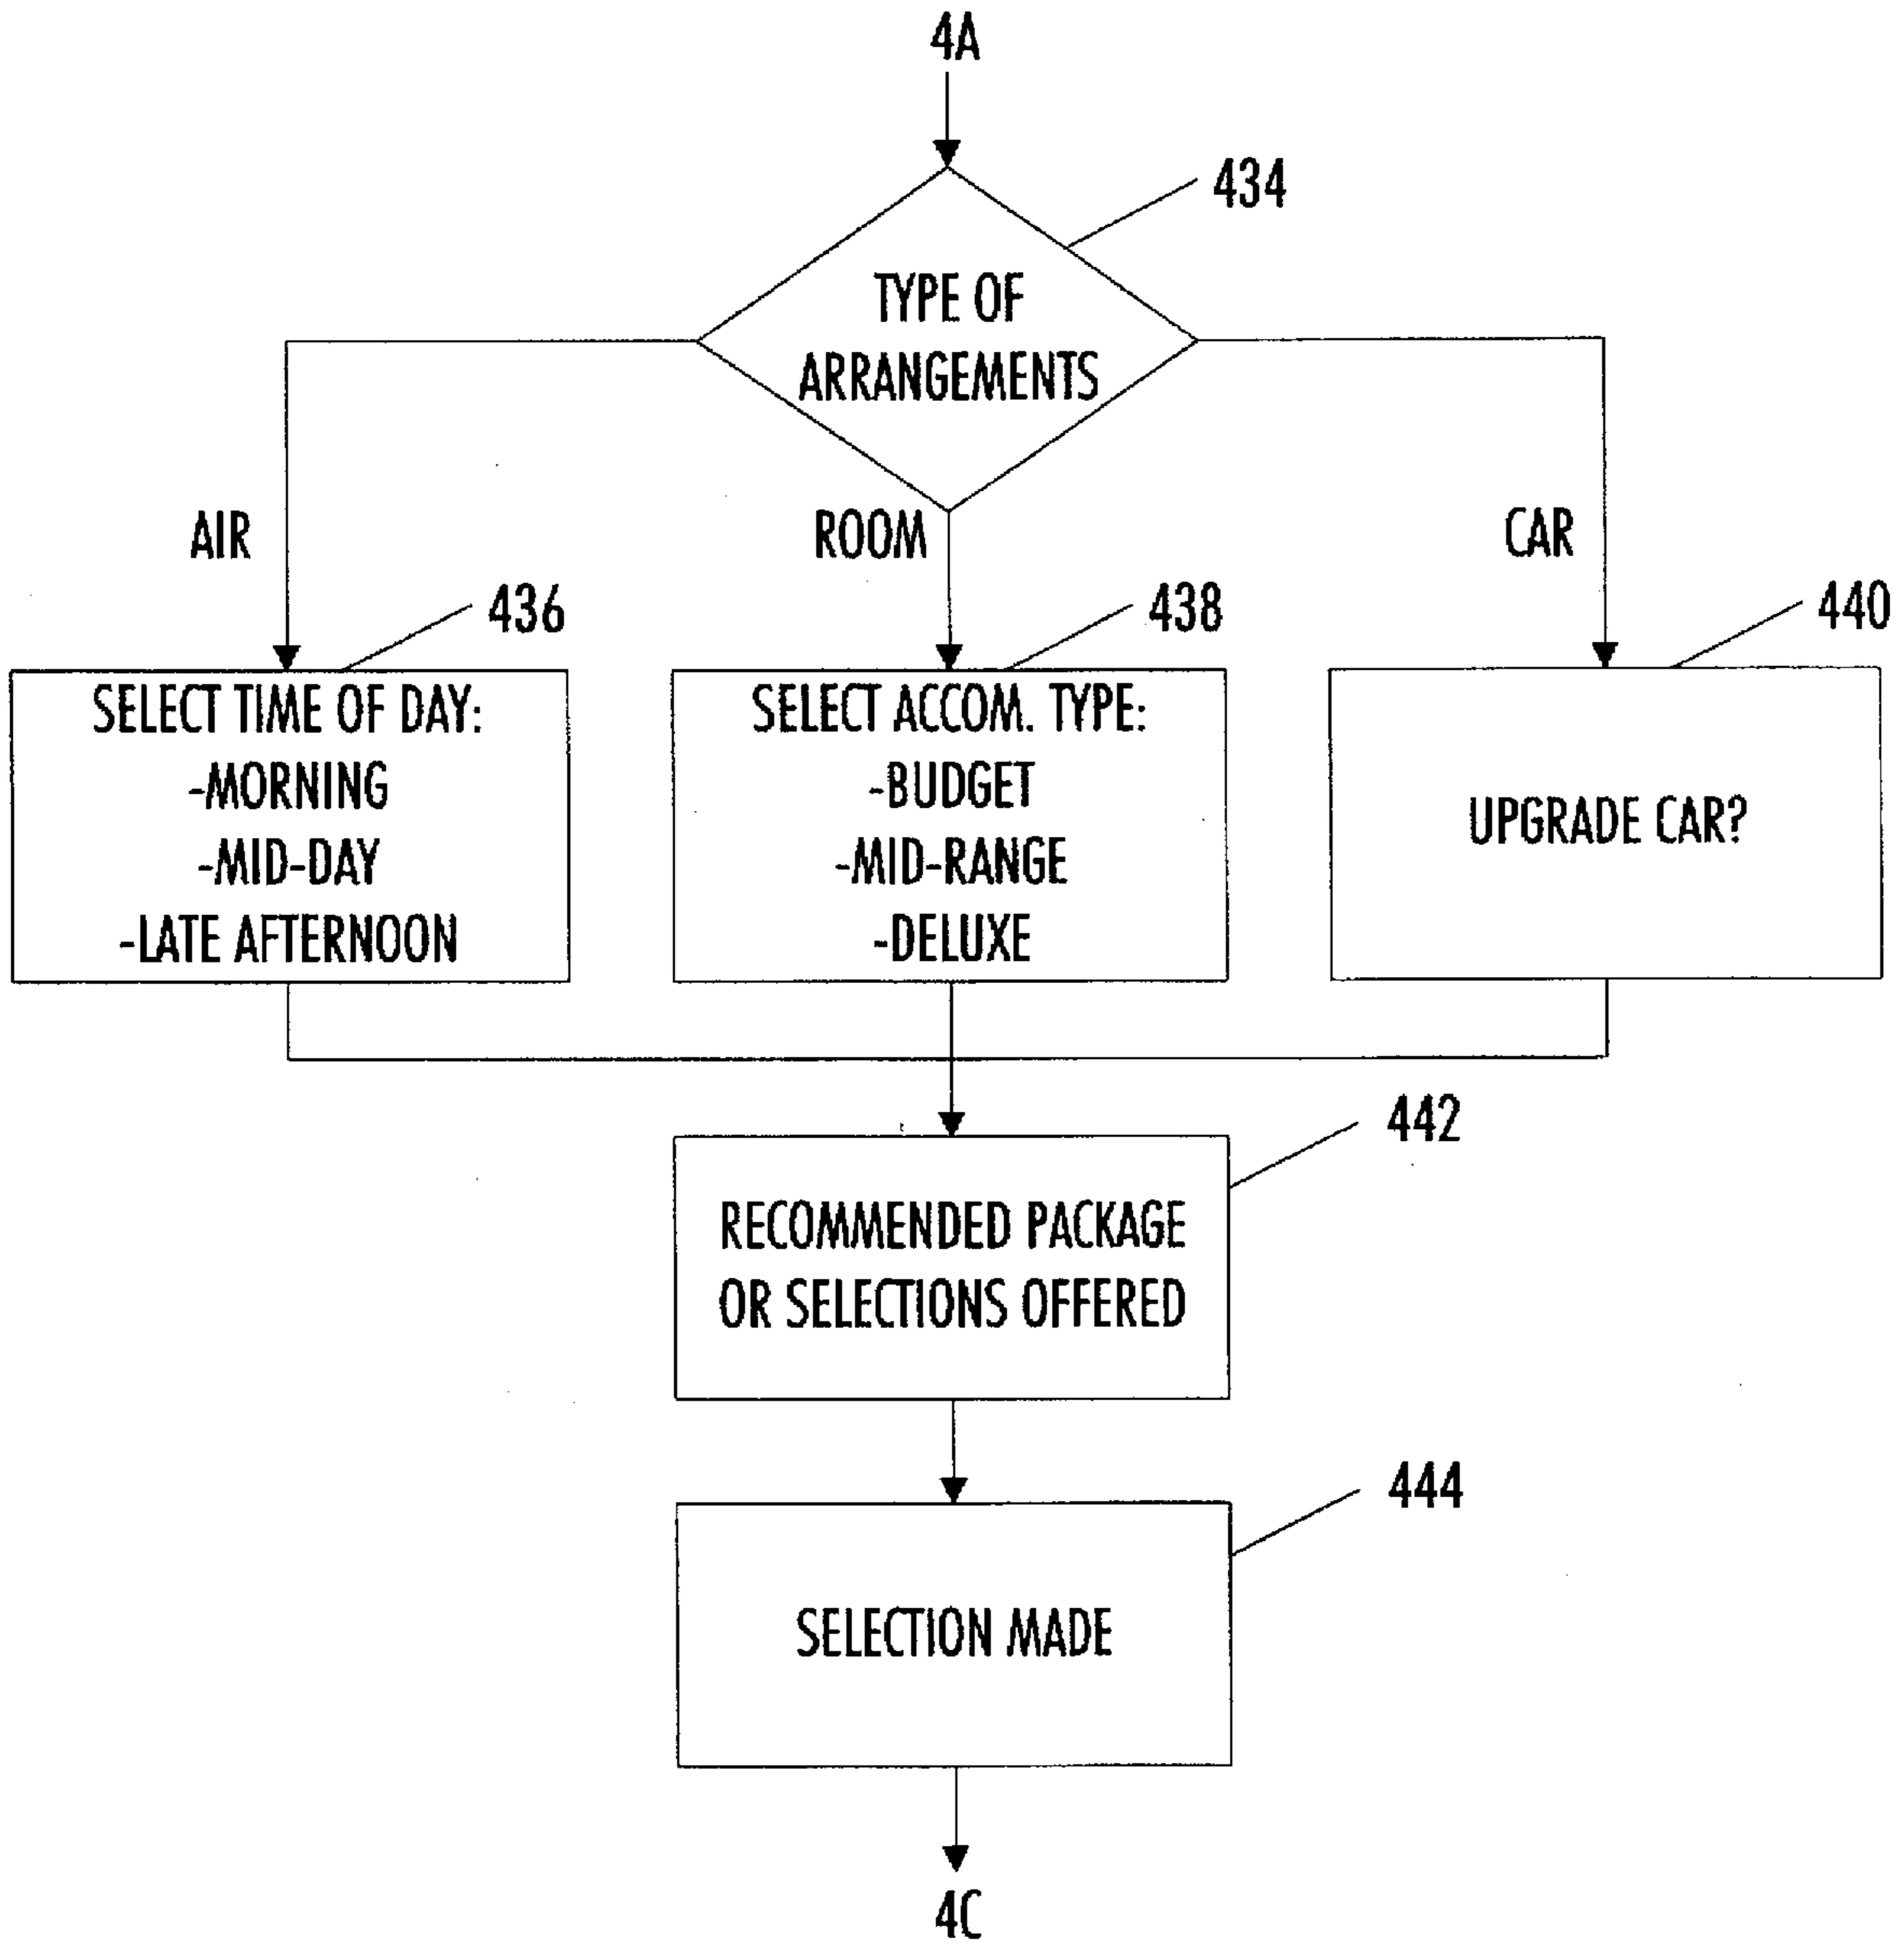 4A
434
TYPE OF
ARRANGEMENTS
AIR
ROOM
CAR
436
438
440
SELECT TIME OF DAY:
-MORNING
-MID-DAY
-LATE AFTERNOON
SELECT ACCOM. TYPE:
-BUDGET
-MID-RANGE
-DELUXE
UPGRADE CAR?
442
RECOMMENDED PACKAGE
OR SELECTIONS OFFERED
444
SELECTION MADE
4C